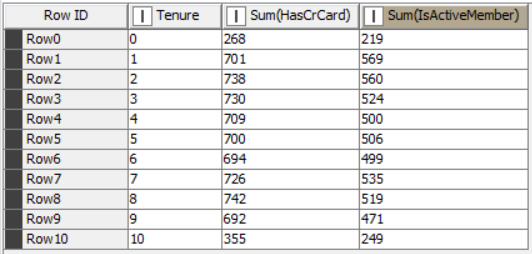 Row ID | Tenure | Sum(HasCrCard) | Sum(IsActiveMember)
Row0 0 268 219
Row1 1 701 569
Row2 2 738 560
Row3 3 730 524
Row4 4 709 500
Row5 5 700 506
Row6 6 694 499
Row7 7 726 535
Row8 8 742 519
Row9 9 692 471
Row10 10 355 249